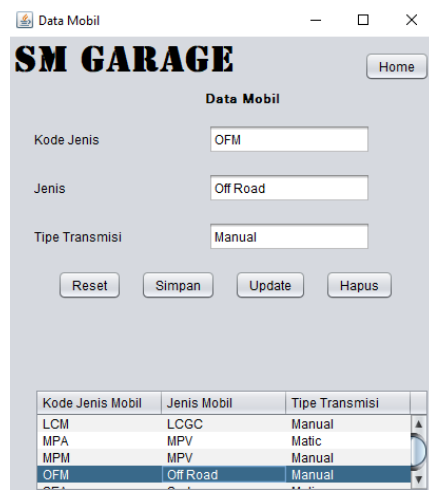 Data Mobil
SM GARAGE
Home
Data Mobil
Kode Jenis OFM
Jenis Off Road
Tipe Transmisi Manual
Reset Simpan Update Hapus
Kode Jenis Mobil Jenis Mobil Tipe Transmisi
LCM LCGC Manual
MPA MPV Matic
MPM MPV Manual
OFM Off Road Manual